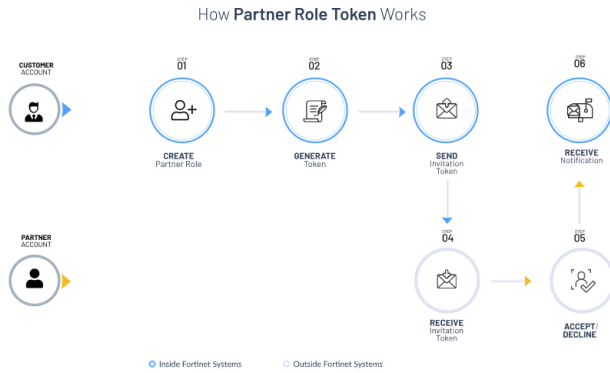 How Partner Role Token Works
CUSTOMER
ACCOUNT
STEP
01
CREATE
Partner Role
STEP
02
GENERATE
Token
STEP
03
SEND
Invitation
Token
STEP
06
RECEIVE
Notification
PARTNER
ACCOUNT
STEP
04
RECEIVE
Invitation
Token
STEP
05
ACCEPT/
DECLINE
Inside Fortinet Systems
Outside Fortinet Systems